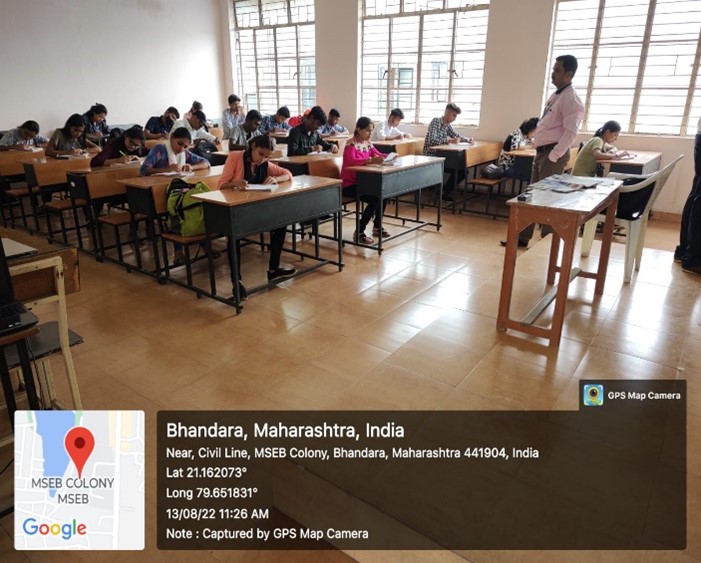 GPS Map Camera
Bhandara, Maharashtra, India
Near, Civil Line, MSEB Colony, Bhandara, Maharashtra 441904, India
Lat 21.162073°
Long 79.651831°
13/08/22 11:26 AM
Note : Captured by GPS Map Camera
MSEB COLONY
MSEB
Google